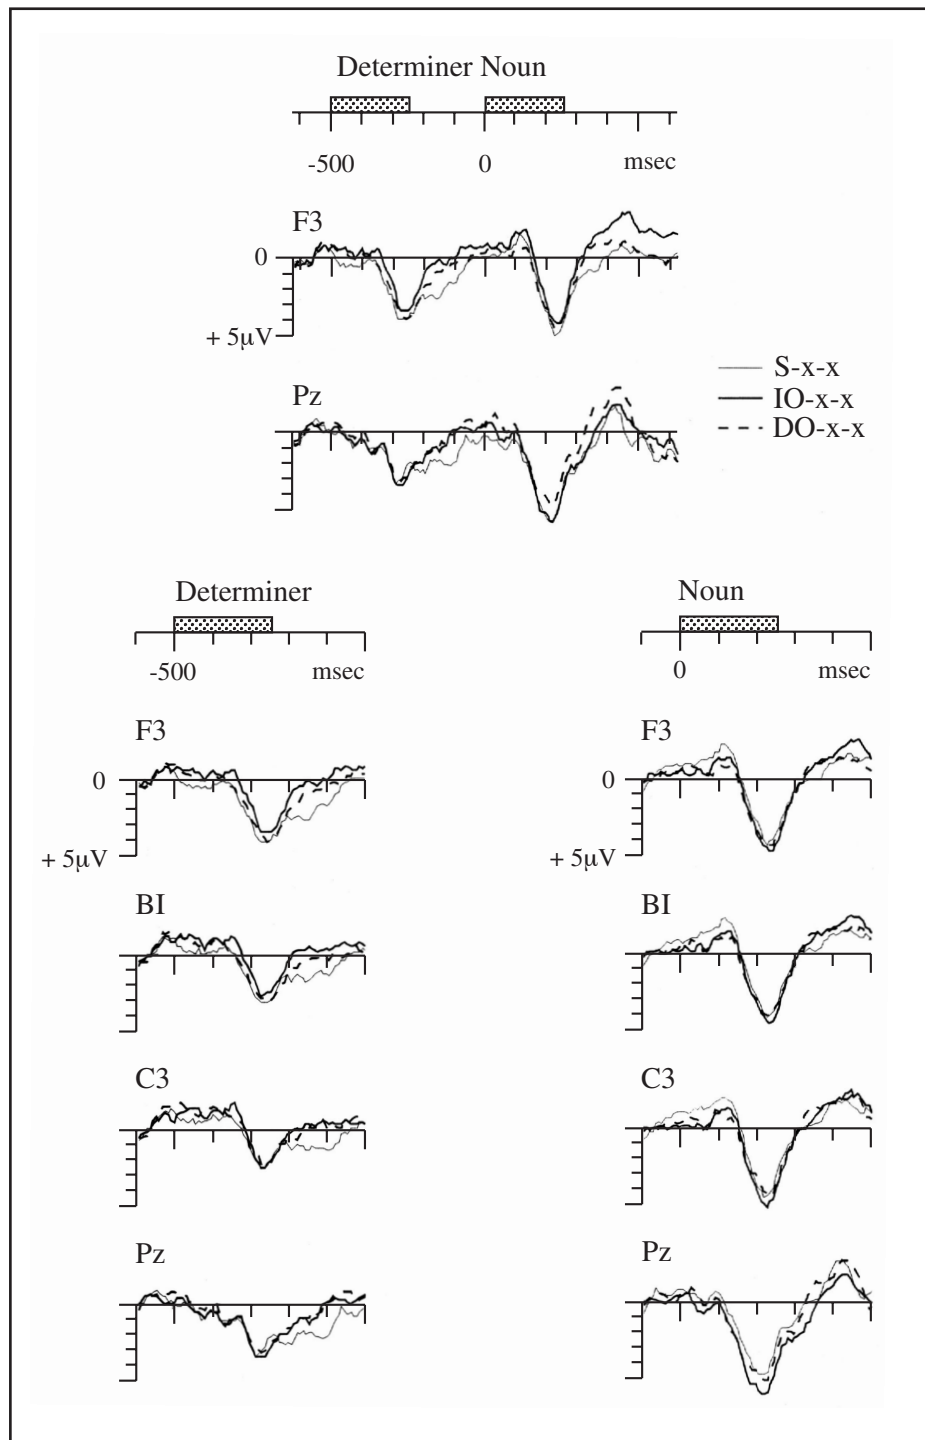 Determiner Noun
-500 0 msec
F3
0
+ 5µV
S-x-x
IO-x-x
DO-x-x
Pz
Determiner Noun
-500 msec 0 msec
F3 F3
0 0
+ 5µV + 5µV
BI BI
C3 C3
Pz Pz